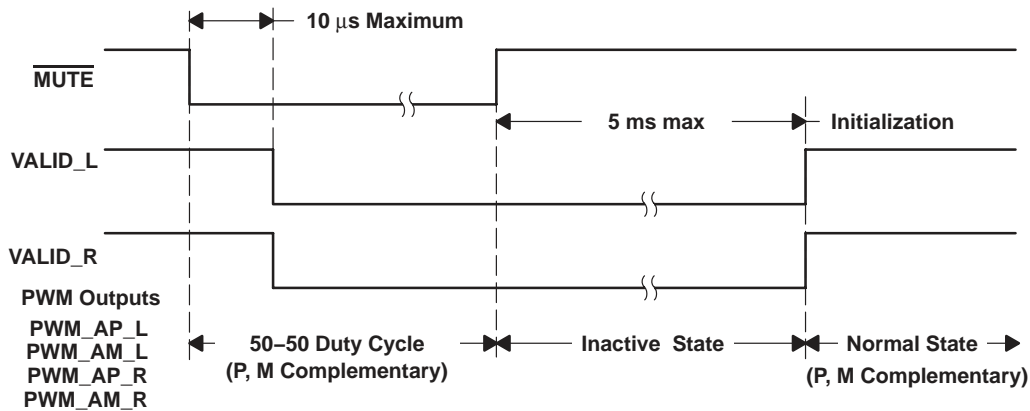 10 μs Maximum
MUTE
5 ms max
Initialization
VALID_L
VALID_R
PWM Outputs
PWM_AP_L
PWM_AM_L
PWM_AP_R
PWM_AM_R
50−50 Duty Cycle
(P, M Complementary)
Inactive State
Normal State
(P, M Complementary)